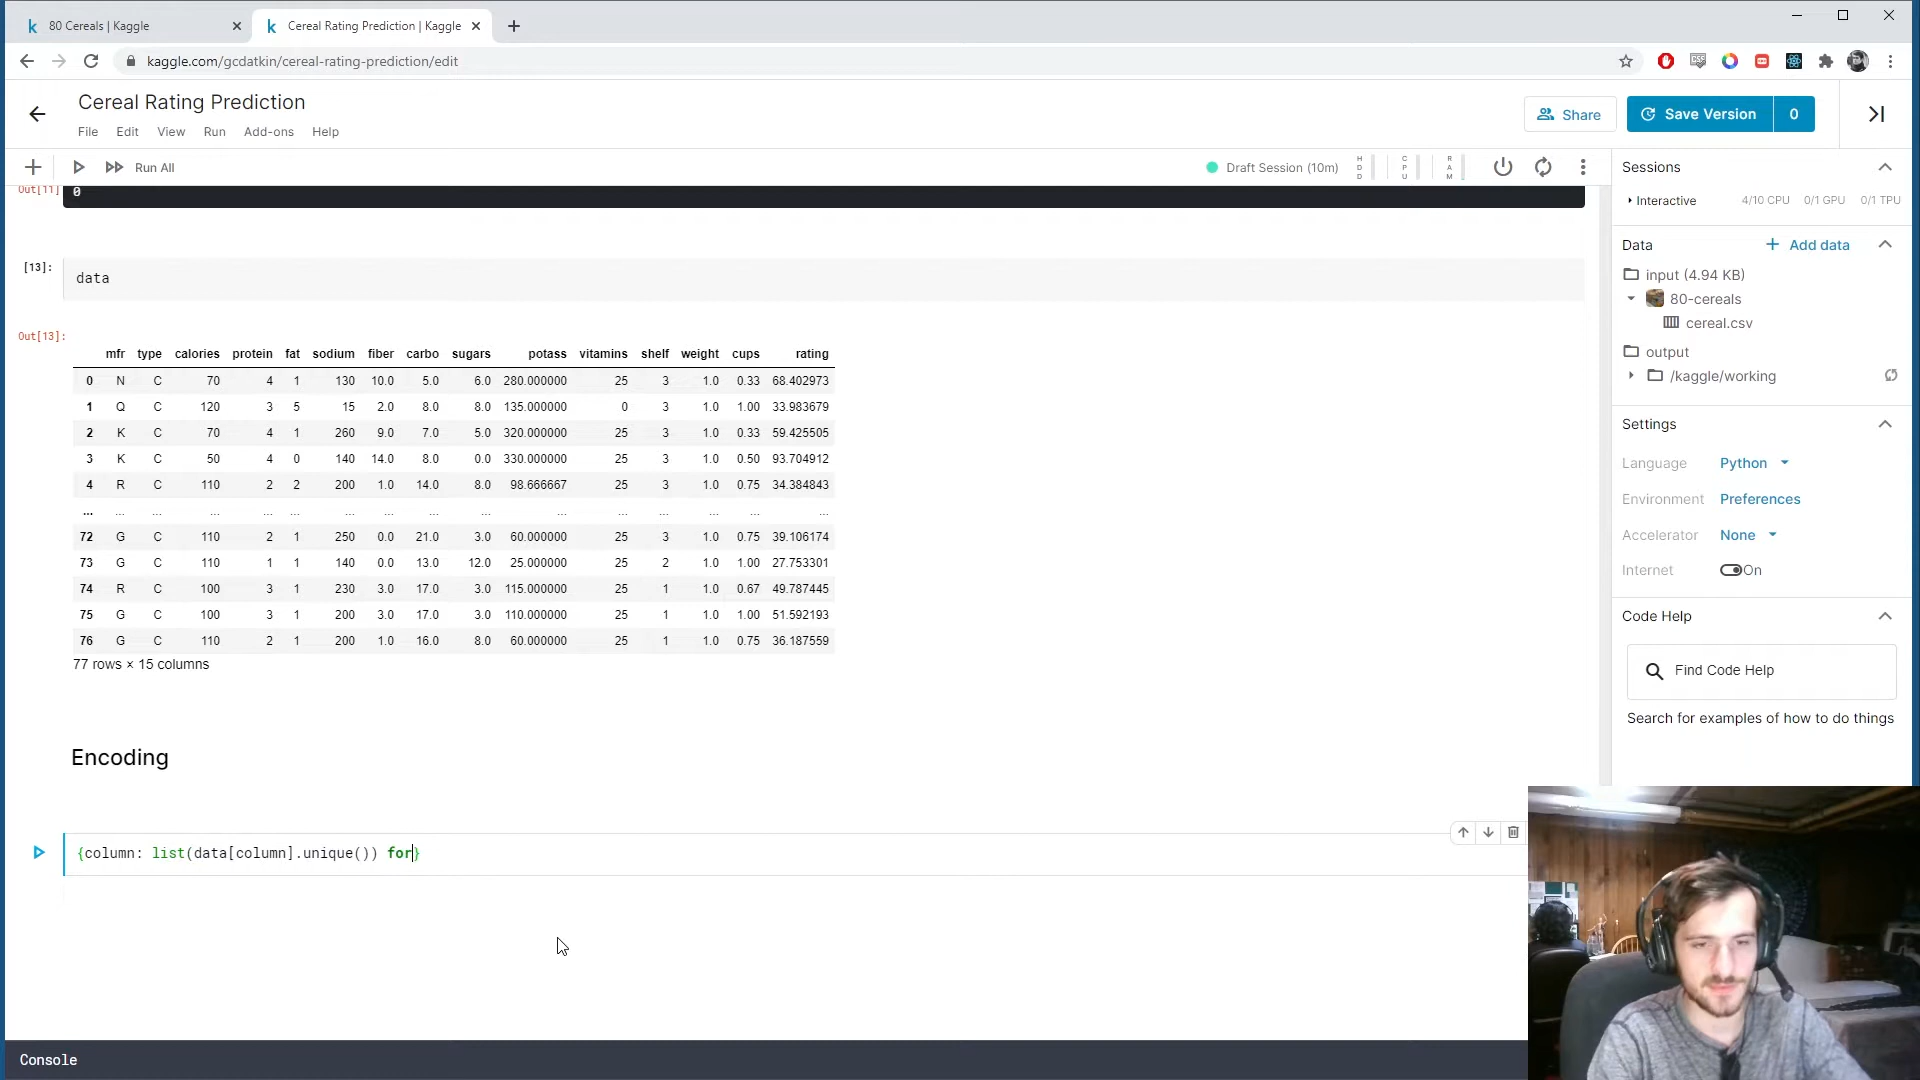 80 Cereals | Kaggle
Cereal Rating Prediction | Kaggle
kaggle.com/gcdatkin/cereal-rating-prediction/edit
Cereal Rating Prediction
File Edit View Run Add-ons Help
Share
Save Version 0
Run All
Draft Session (10m)
HDD
CPU
RAM
Out[11]
0
[13]:
data
Out[13]:
mfr type calories protein fat sodium fiber carbo sugars potass vitamins shelf weight cups rating
0 N C 70 4 1 130 10.0 5.0 6.0 280.000000 25 3 1.0 0.33 68.402973
1 Q C 120 3 5 15 2.0 8.0 8.0 135.000000 0 3 1.0 1.00 33.983679
2 K C 70 4 1 260 9.0 7.0 5.0 320.000000 25 3 1.0 0.33 59.425505
3 K C 50 4 0 140 14.0 8.0 0.0 330.000000 25 3 1.0 0.50 93.704912
4 R C 110 2 2 200 1.0 14.0 8.0 98.666667 25 3 1.0 0.75 34.384843
... ... ... ... ... ... ... ... ... ... ... ... ... ... ... ...
72 G C 110 2 1 250 0.0 21.0 3.0 60.000000 25 3 1.0 0.75 39.106174
73 G C 110 1 1 140 0.0 13.0 12.0 25.000000 25 2 1.0 1.00 27.753301
74 R C 100 3 1 230 3.0 17.0 3.0 115.000000 25 1 1.0 0.67 49.787445
75 G C 100 3 1 200 3.0 17.0 3.0 110.000000 25 1 1.0 1.00 51.592193
76 G C 110 2 1 200 1.0 16.0 8.0 60.000000 25 1 1.0 0.75 36.187559
77 rows × 15 columns
Encoding
{column: list(data[column].unique()) for}
Console
Sessions
Interactive 4/10 CPU 0/1 GPU 0/1 TPU
Data + Add data
input (4.94 KB)
80-cereals
cereal.csv
output
/kaggle/working
Settings
Language Python
Environment Preferences
Accelerator None
Internet On
Code Help
Find Code Help
Search for examples of how to do things